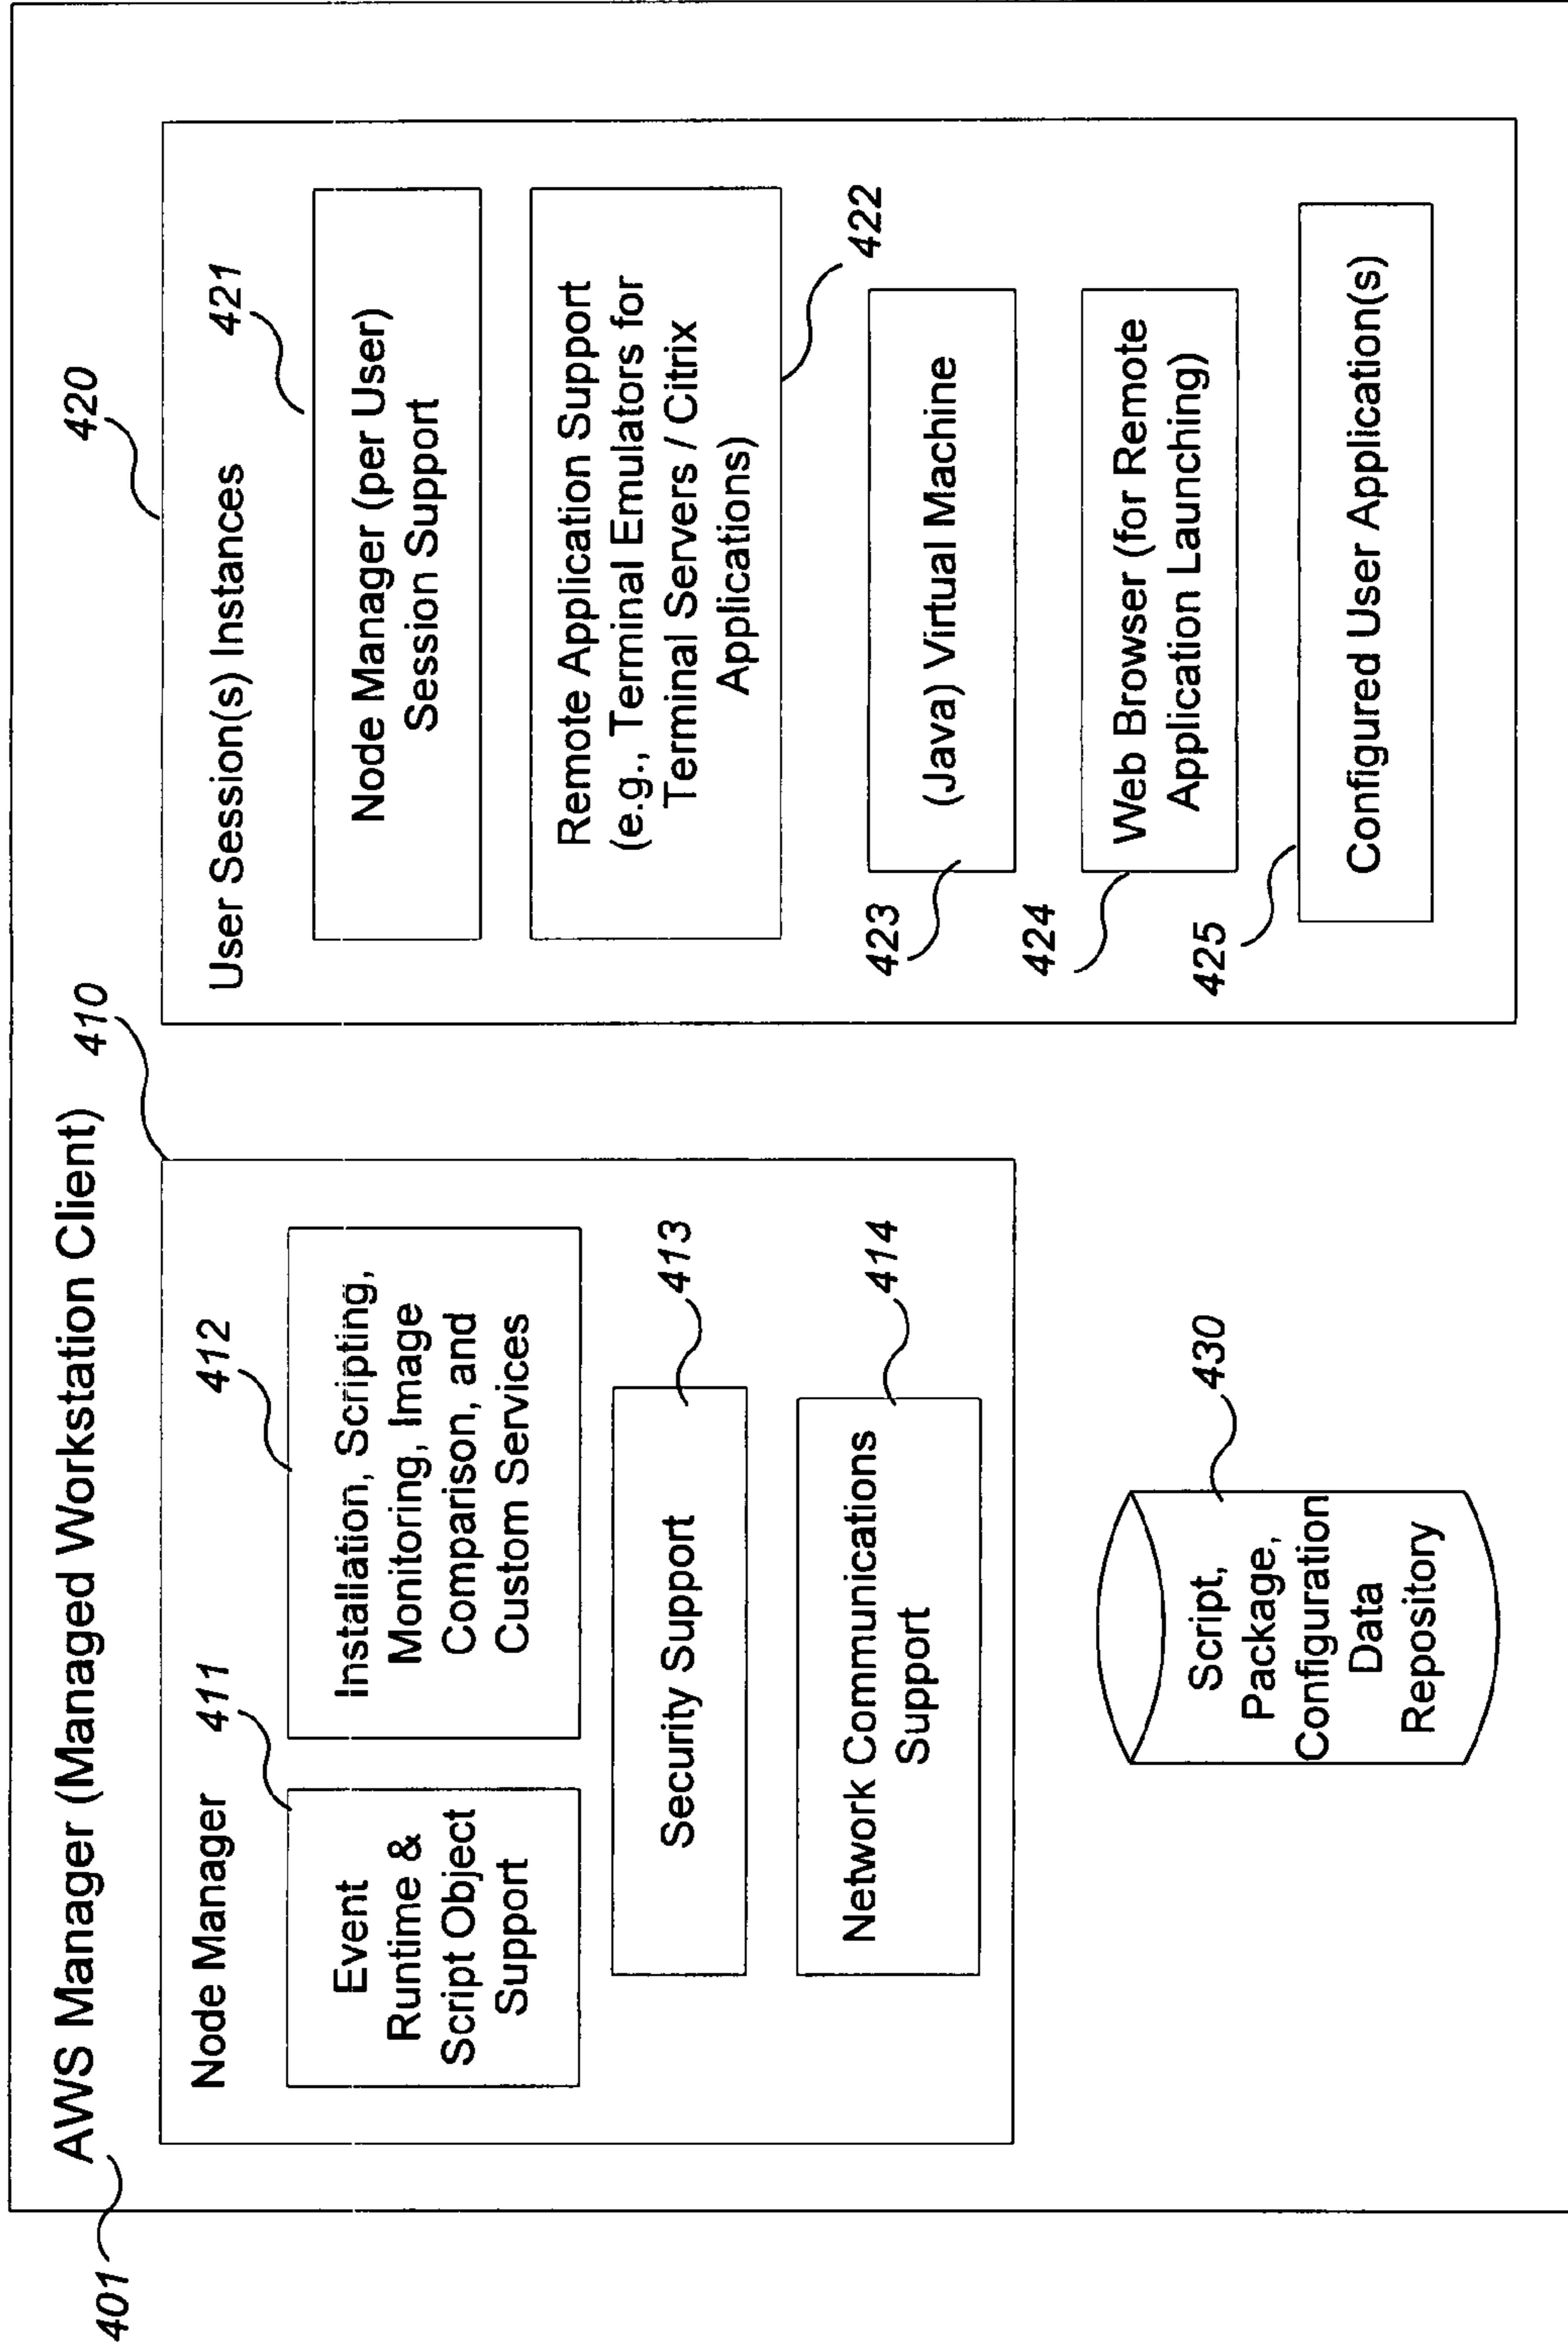 401
AWS Manager (Managed Workstation Client)
410
Node Manager
411
Event
Runtime &
Script Object
Support
412
Installation, Scripting,
Monitoring, Image
Comparison, and
Custom Services
413
Security Support
414
Network Communications
Support
430
Script,
Package,
Configuration
Data
Repository
420
User Session(s) Instances
421
Node Manager (per User)
Session Support
422
Remote Application Support
(e.g., Terminal Emulators for
Terminal Servers / Citrix
Applications)
423
(Java) Virtual Machine
424
Web Browser (for Remote
Application Launching)
425
Configured User Application(s)